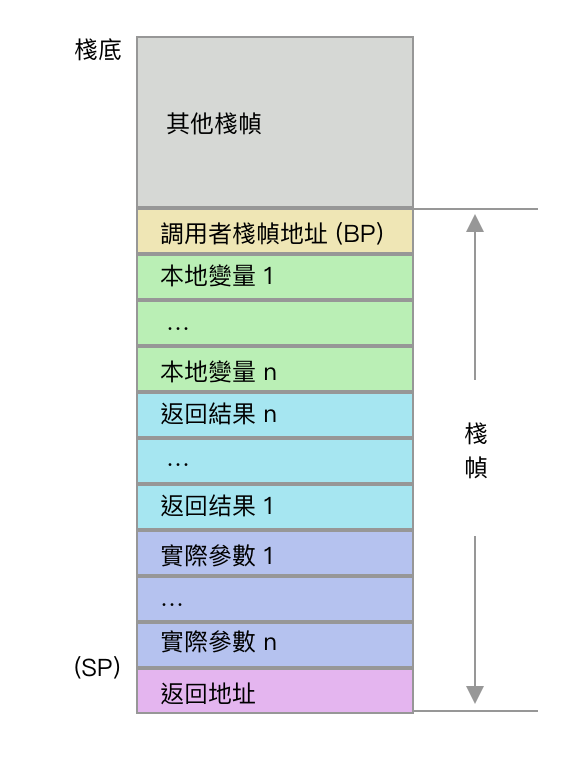 棧底
其他棧幀
調用者棧幀地址 (BP)
本地變量 1
...
本地變量 n
返回結果 n
...
返回结果 1
實際參數 1
...
實際參數 n
(SP)
返回地址
棧
幀